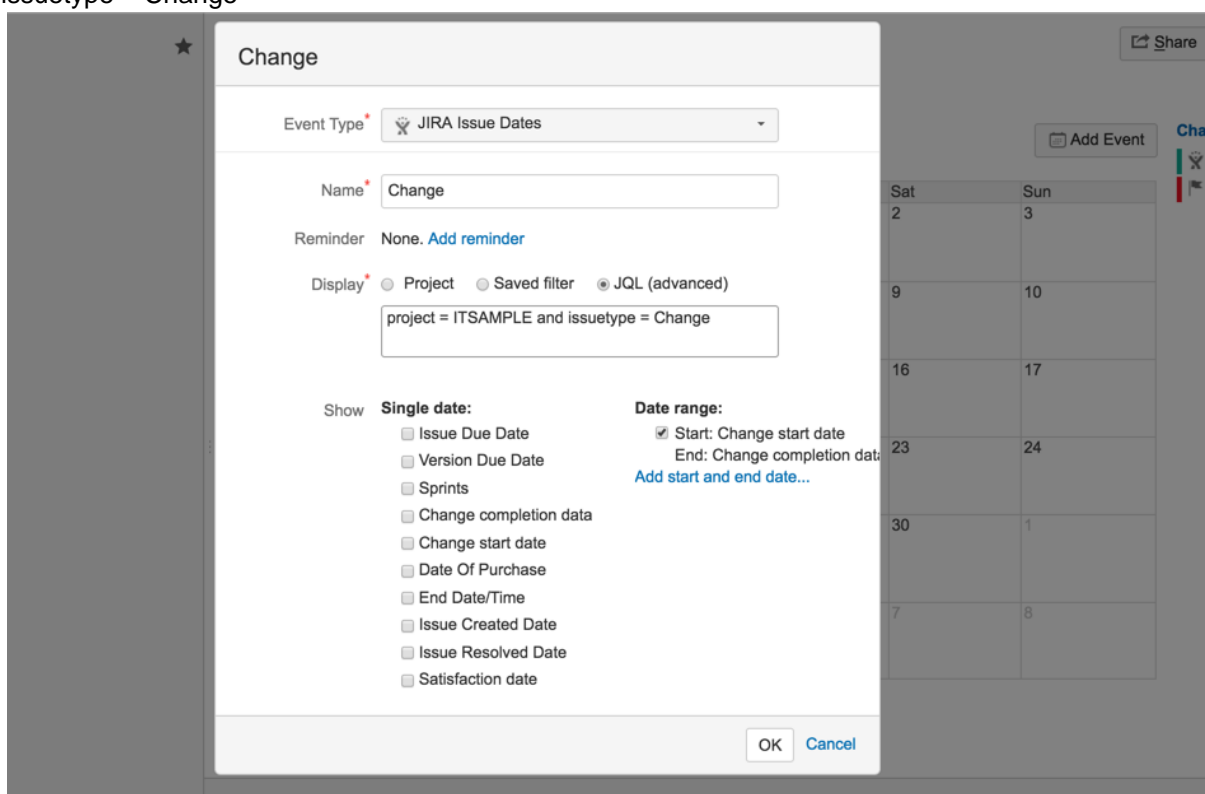 issuetype = Change
Change
Share
Event Type* JIRA Issue Dates
Add Event
Cha
Name* Change
Sat Sun
2 3
Reminder None. Add reminder
Display* Project Saved filter JQL (advanced)
9 10
project = ITSAMPLE and issuetype = Change
16 17
Show Single date: Date range:
Issue Due Date Start: Change start date
Version Due Date End: Change completion data
23 24
Sprints Add start and end date...
Change completion data
30 1
Change start date
Date Of Purchase
End Date/Time
7 8
Issue Created Date
Issue Resolved Date
Satisfaction date
OK Cancel